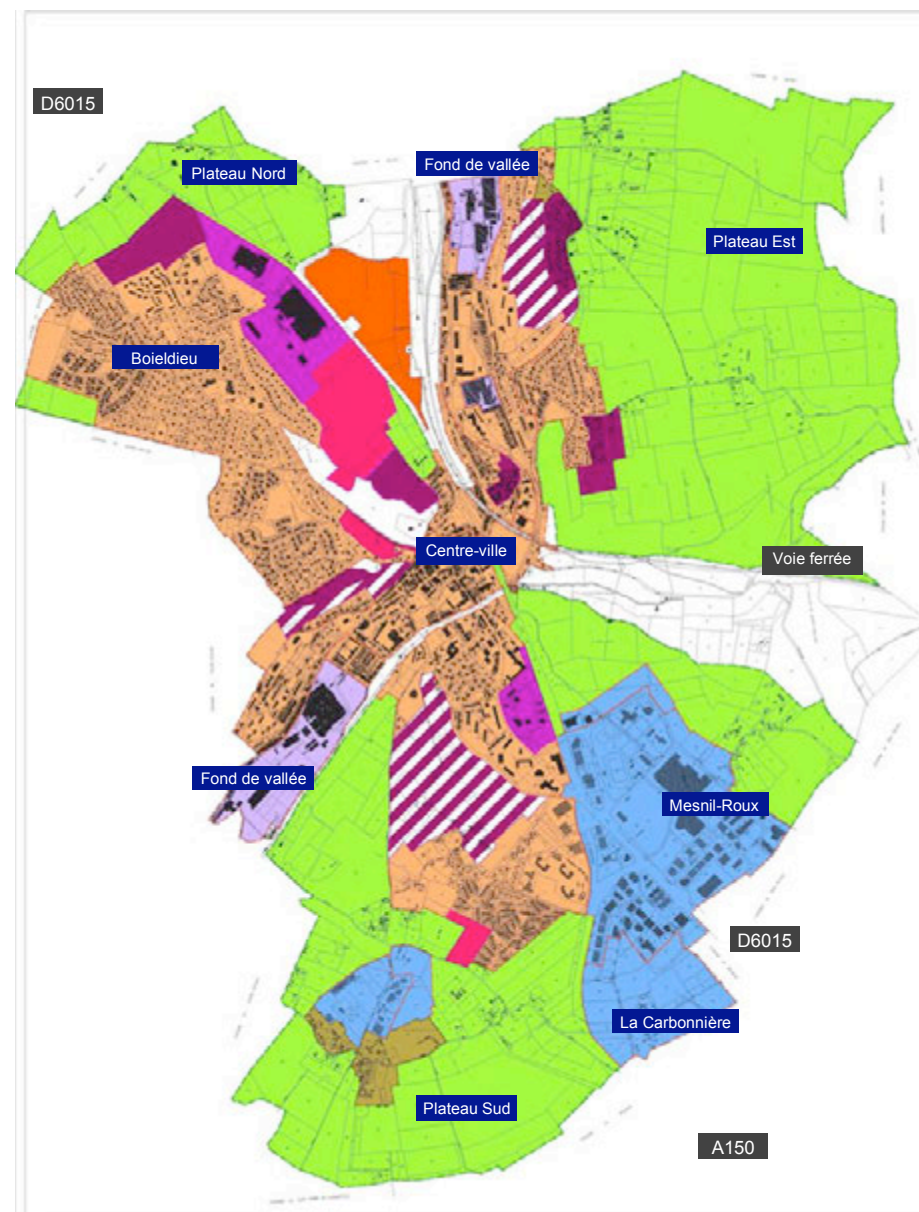 D6015
Fond de vallée
Plateau Nord
Plateau Est
Boieldieu
Centre-ville
Voie ferrée
Fond de vallée
Mesnil-Roux
D6015
La Carbonnière
Plateau Sud
A150